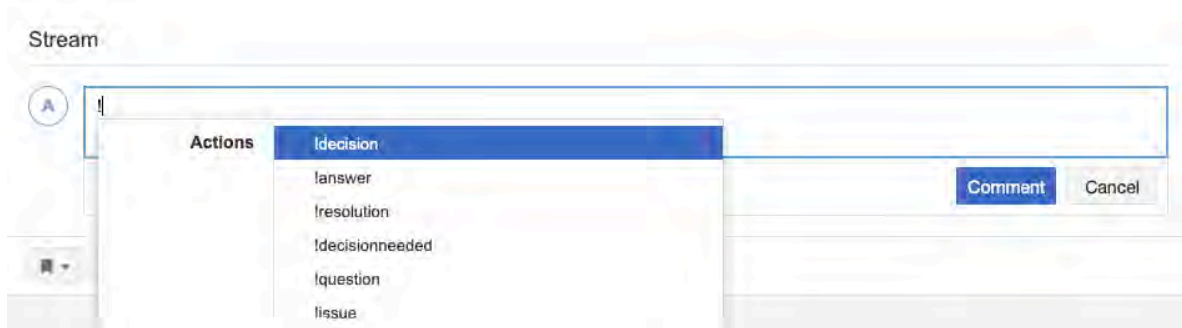 Stream
A
!
Actions
!decision
!answer
!resolution
!decisionneeded
!question
!issue
Comment
Cancel